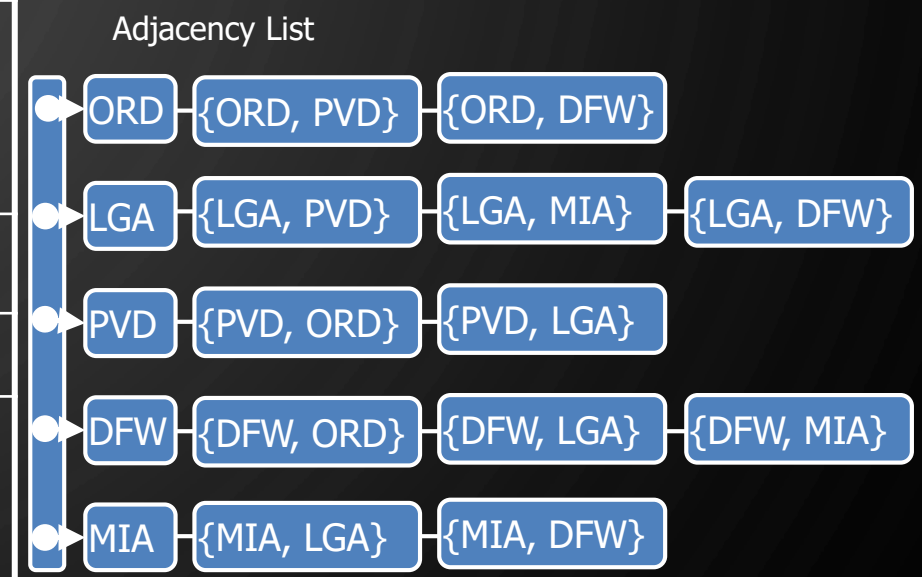 Adjacency List
ORD {ORD, PVD} {ORD, DFW}
LGA {LGA, PVD} {LGA, MIA} {LGA, DFW}
PVD {PVD, ORD} {PVD, LGA}
DFW {DFW, ORD} {DFW, LGA} {DFW, MIA}
MIA {MIA, LGA} {MIA, DFW}